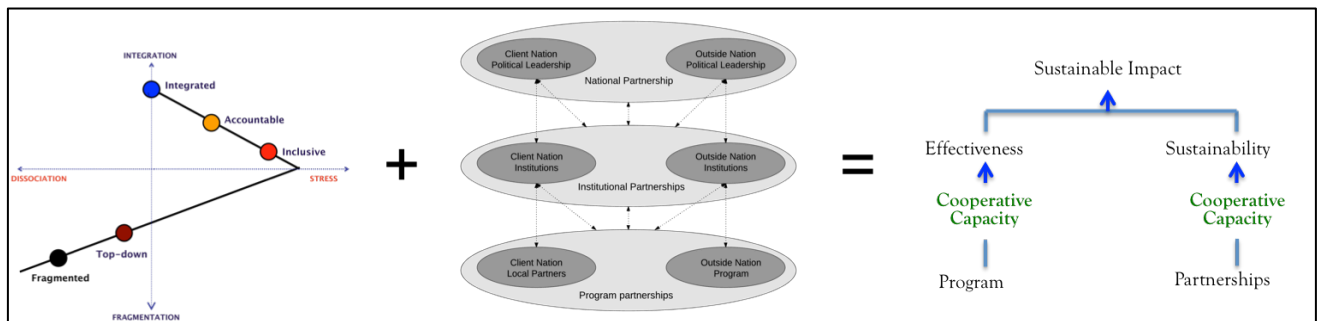 INTEGRATION
Integrated
Accountable
Inclusive
DISSOCIATION
STRESS
Top-down
Fragmented
FRAGMENTATION
+
Client Nation
Political Leadership
Outside Nation
Political Leadership
National Partnership
Client Nation
Institutions
Outside Nation
Institutions
Institutional Partnerships
Client Nation
Local Partners
Outside Nation
Program
Program partnerships
=
Sustainable Impact
Effectiveness
Sustainability
Cooperative
Capacity
Cooperative
Capacity
Program
Partnerships